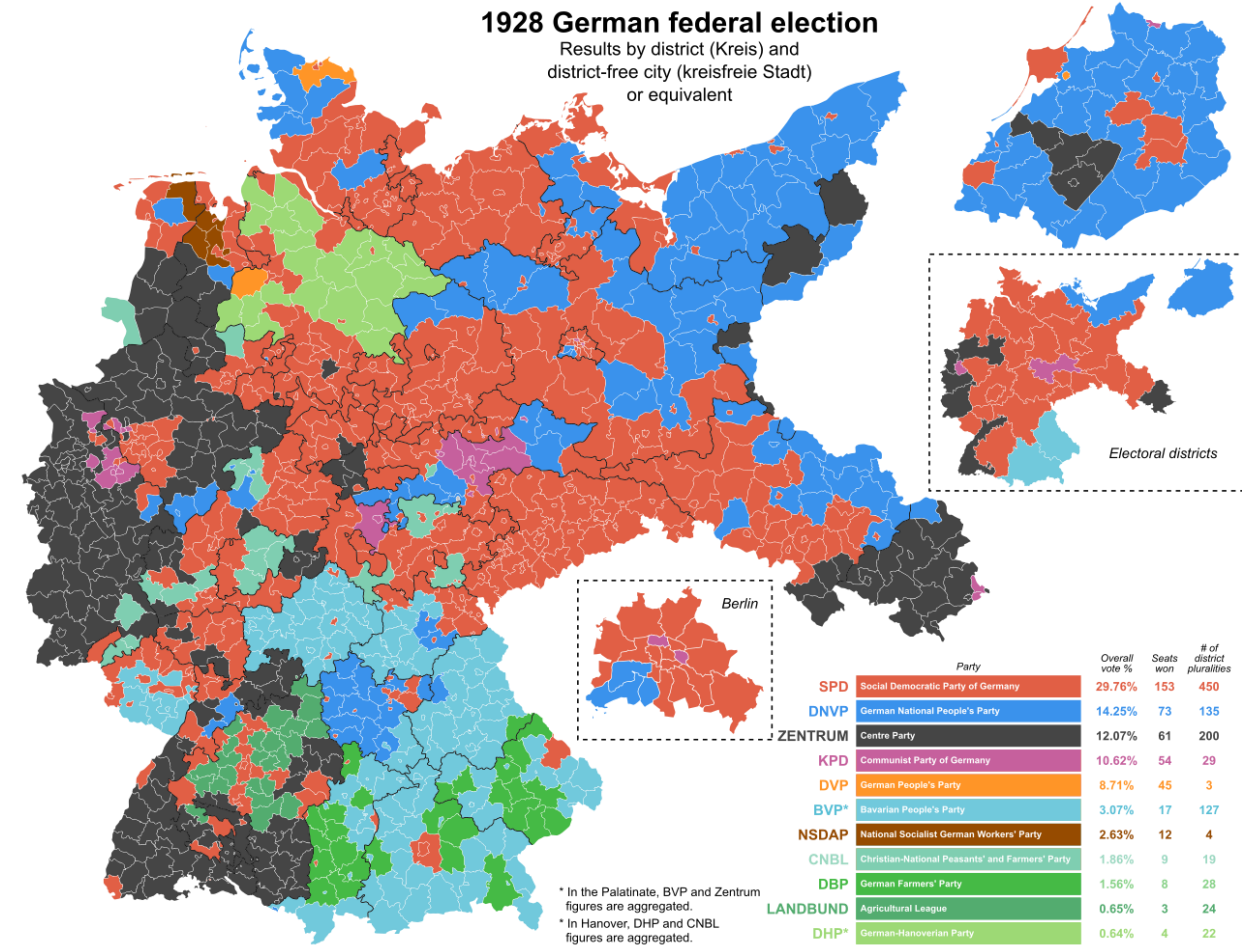 1928 German federal election
Results by district (Kreis) and
district-free city (kreisfreie Stadt)
or equivalent
Electoral districts
Berlin
Party
Overall vote %
Seats won
# of district pluralities
SPD Social Democratic Party of Germany 29.76% 153 450
DNVP German National People's Party 14.25% 73 135
ZENTRUM Centre Party 12.07% 61 200
KPD Communist Party of Germany 10.62% 54 29
DVP German People's Party 8.71% 45 3
BVP* Bavarian People's Party 3.07% 17 127
NSDAP National Socialist German Workers' Party 2.63% 12 4
CNBL Christian-National Peasants' and Farmers' Party 1.86% 9 19
DBP German Farmers' Party 1.56% 8 28
LANDBUND Agricultural League 0.65% 3 24
DHP* German-Hanoverian Party 0.64% 4 22
* In the Palatinate, BVP and Zentrum
figures are aggregated.
* In Hanover, DHP and CNBL
figures are aggregated.